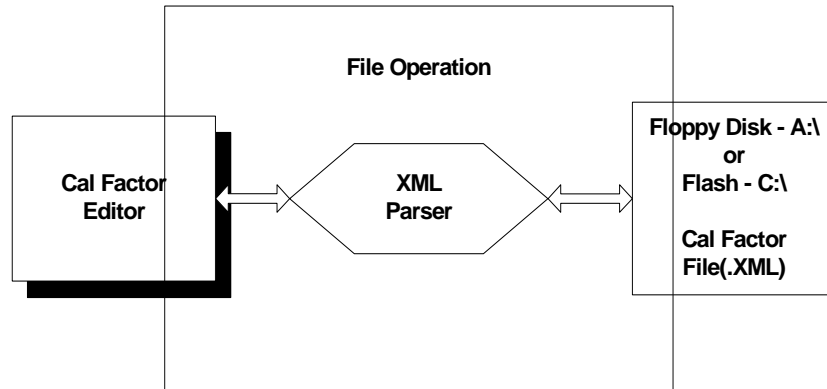 File Operation
Cal Factor
Editor
XML
Parser
Floppy Disk - A:\
or
Flash - C:\
Cal Factor
File(.XML)